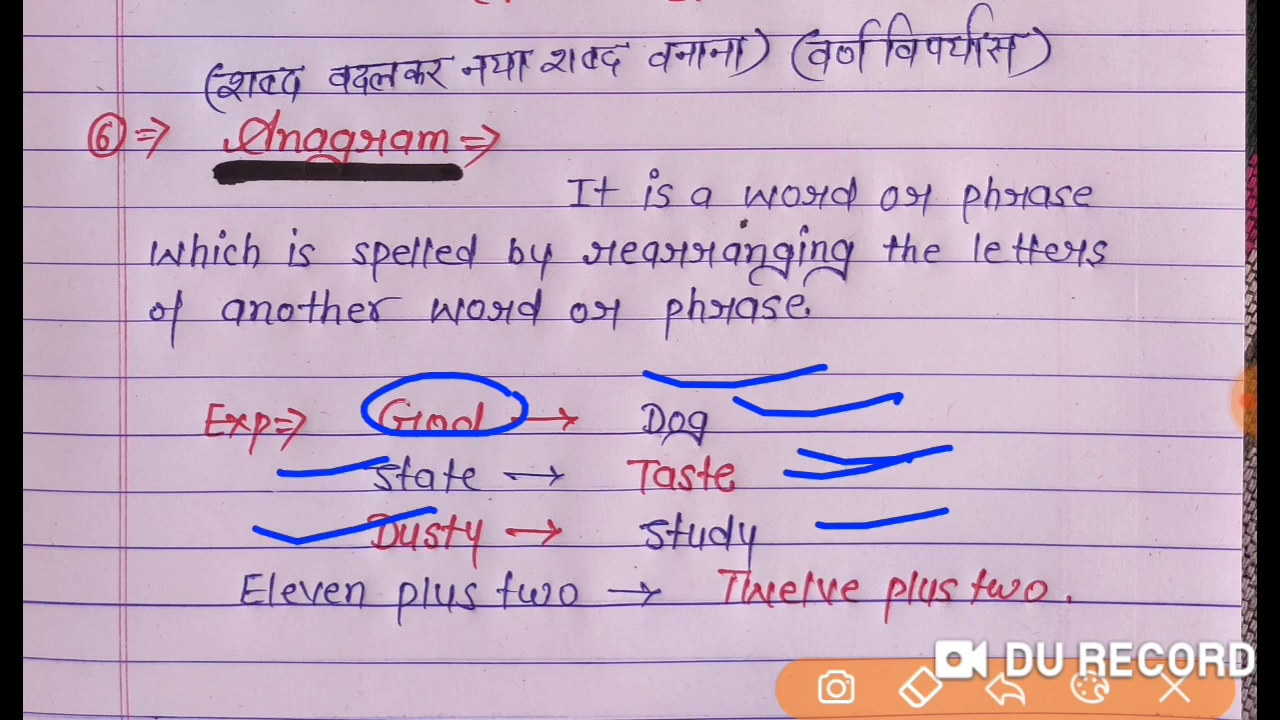 (शब्द बदलकर नया शब्द बनाना) (वर्ण विपर्यास)
⑥⇒ Anagram ⇒
It is a word or phrase
which is spelled by rearranging the letters
of another word or phrase.
Exp⇒ God → Dog
State → Taste
Dusty → Study
Eleven plus two → Twelve plus two.
DU RECORD